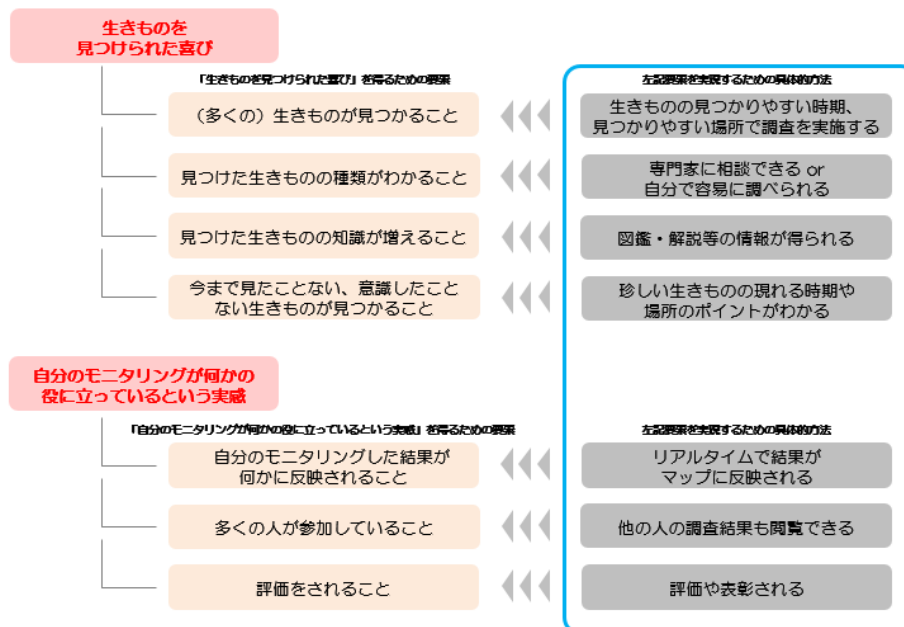 生きものを
見つけられた喜び
「生きものを見つけられた喜び」を得るための要素
左記要素を実現するための具体的方法
（多くの）生きものが見つかること
生きものの見つかりやすい時期、
見つかりやすい場所で調査を実施する
見つけた生きものの種類がわかること
専門家に相談できる or
自分で容易に調べられる
見つけた生きものの知識が増えること
図鑑・解説等の情報が得られる
今まで見たことない、意識したこと
ない生きものが見つかること
珍しい生きものの現れる時期や
場所のポイントがわかる
自分のモニタリングが何かの
役に立っているという実感
「自分のモニタリングが何かの役に立っているという実感」を得るための要素
左記要素を実現するための具体的方法
自分のモニタリングした結果が
何かに反映されること
リアルタイムで結果が
マップに反映される
多くの人が参加していること
他の人の調査結果も閲覧できる
評価をされること
評価や表彰される